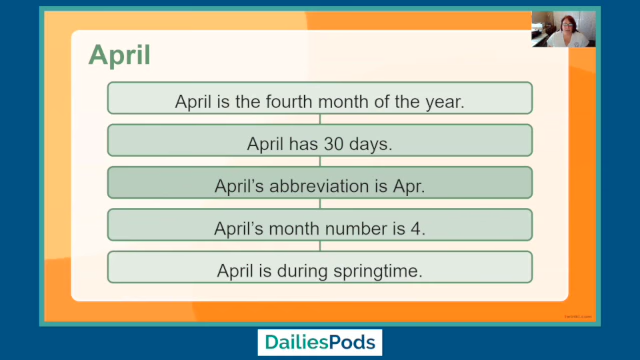 April
April is the fourth month of the year.
April has 30 days.
April's abbreviation is Apr.
April's month number is 4.
April is during springtime.
DailiesPods